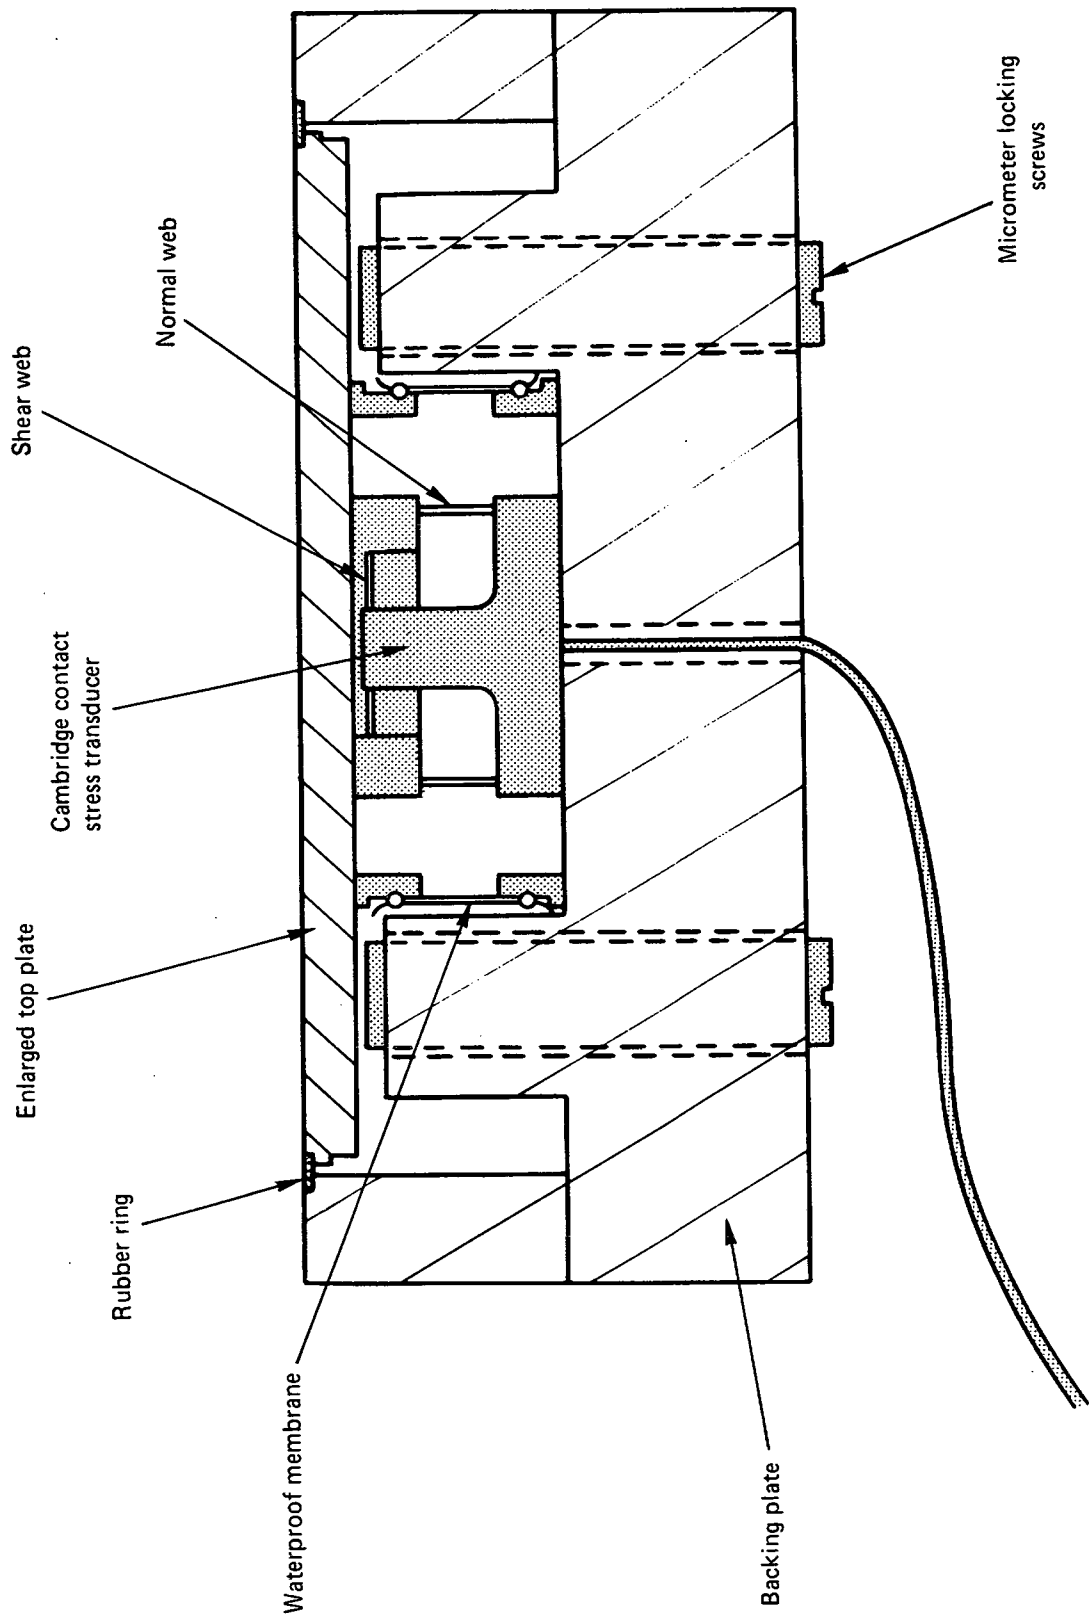 Shear web
Normal web
Cambridge contact
stress transducer
Enlarged top plate
Rubber ring
Waterproof membrane
Backing plate
Micrometer locking
screws